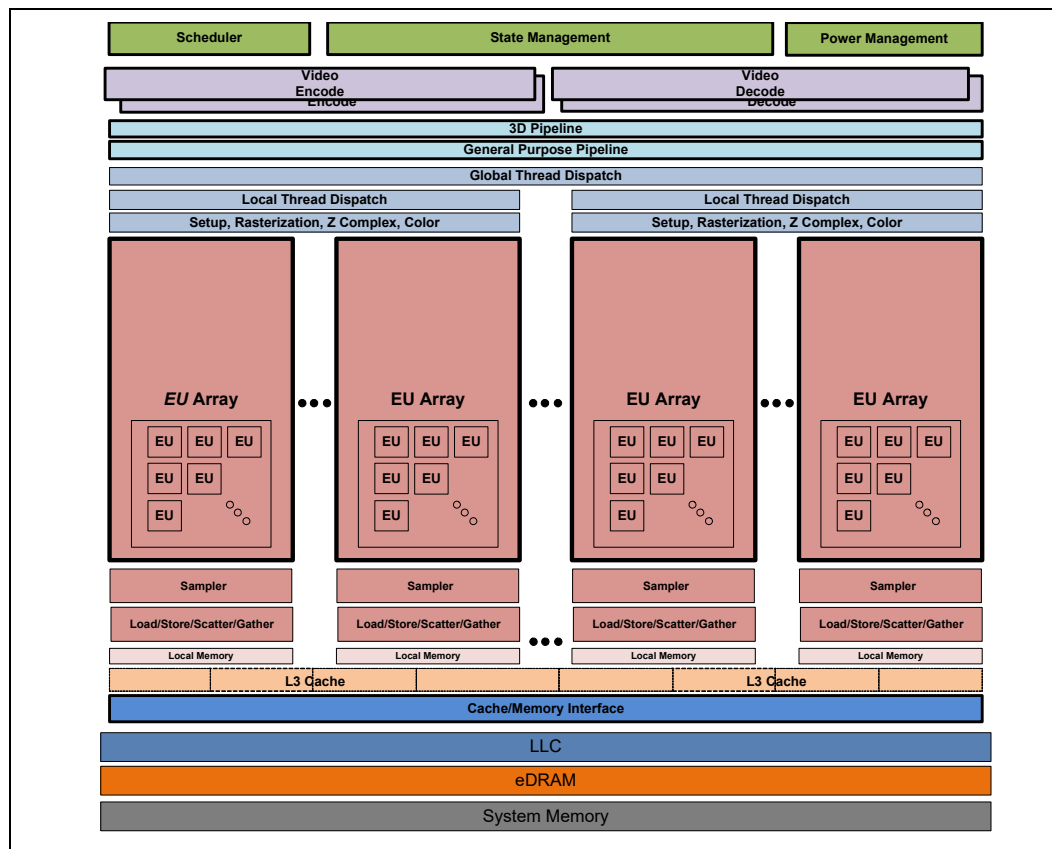 Scheduler
State Management
Power Management
Video
Encode
Encode
Video
Decode
Decode
3D Pipeline
General Purpose Pipeline
Global Thread Dispatch
Local Thread Dispatch
Local Thread Dispatch
Setup, Rasterization, Z Complex, Color
Setup, Rasterization, Z Complex, Color
EU Array
EU Array
EU Array
EU Array
EU EU EU
EU EU EU
EU EU EU
EU EU EU
EU EU
EU EU
EU EU
EU EU
EU
EU
EU
EU
Sampler
Sampler
Sampler
Sampler
Load/Store/Scatter/Gather
Load/Store/Scatter/Gather
Load/Store/Scatter/Gather
Load/Store/Scatter/Gather
Local Memory
Local Memory
Local Memory
Local Memory
L3 Cache
L3 Cache
Cache/Memory Interface
LLC
eDRAM
System Memory